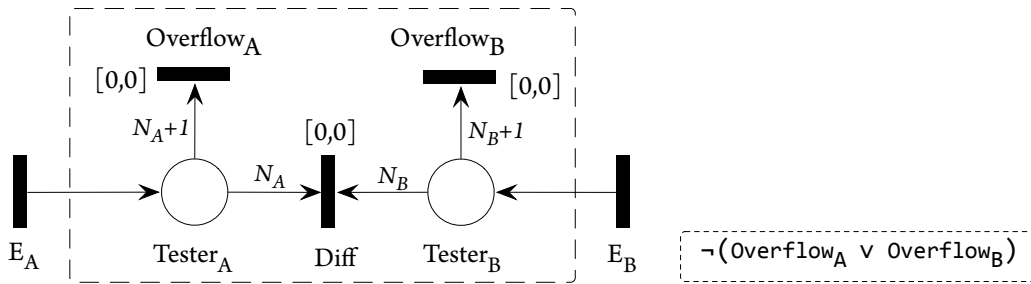 Overflow_A Overflow_B
[0,0] [0,0]
N_A+1 [0,0] N_B+1
N_A N_B
E_A Tester_A Diff Tester_B E_B
¬(Overflow_A ∨ Overflow_B)